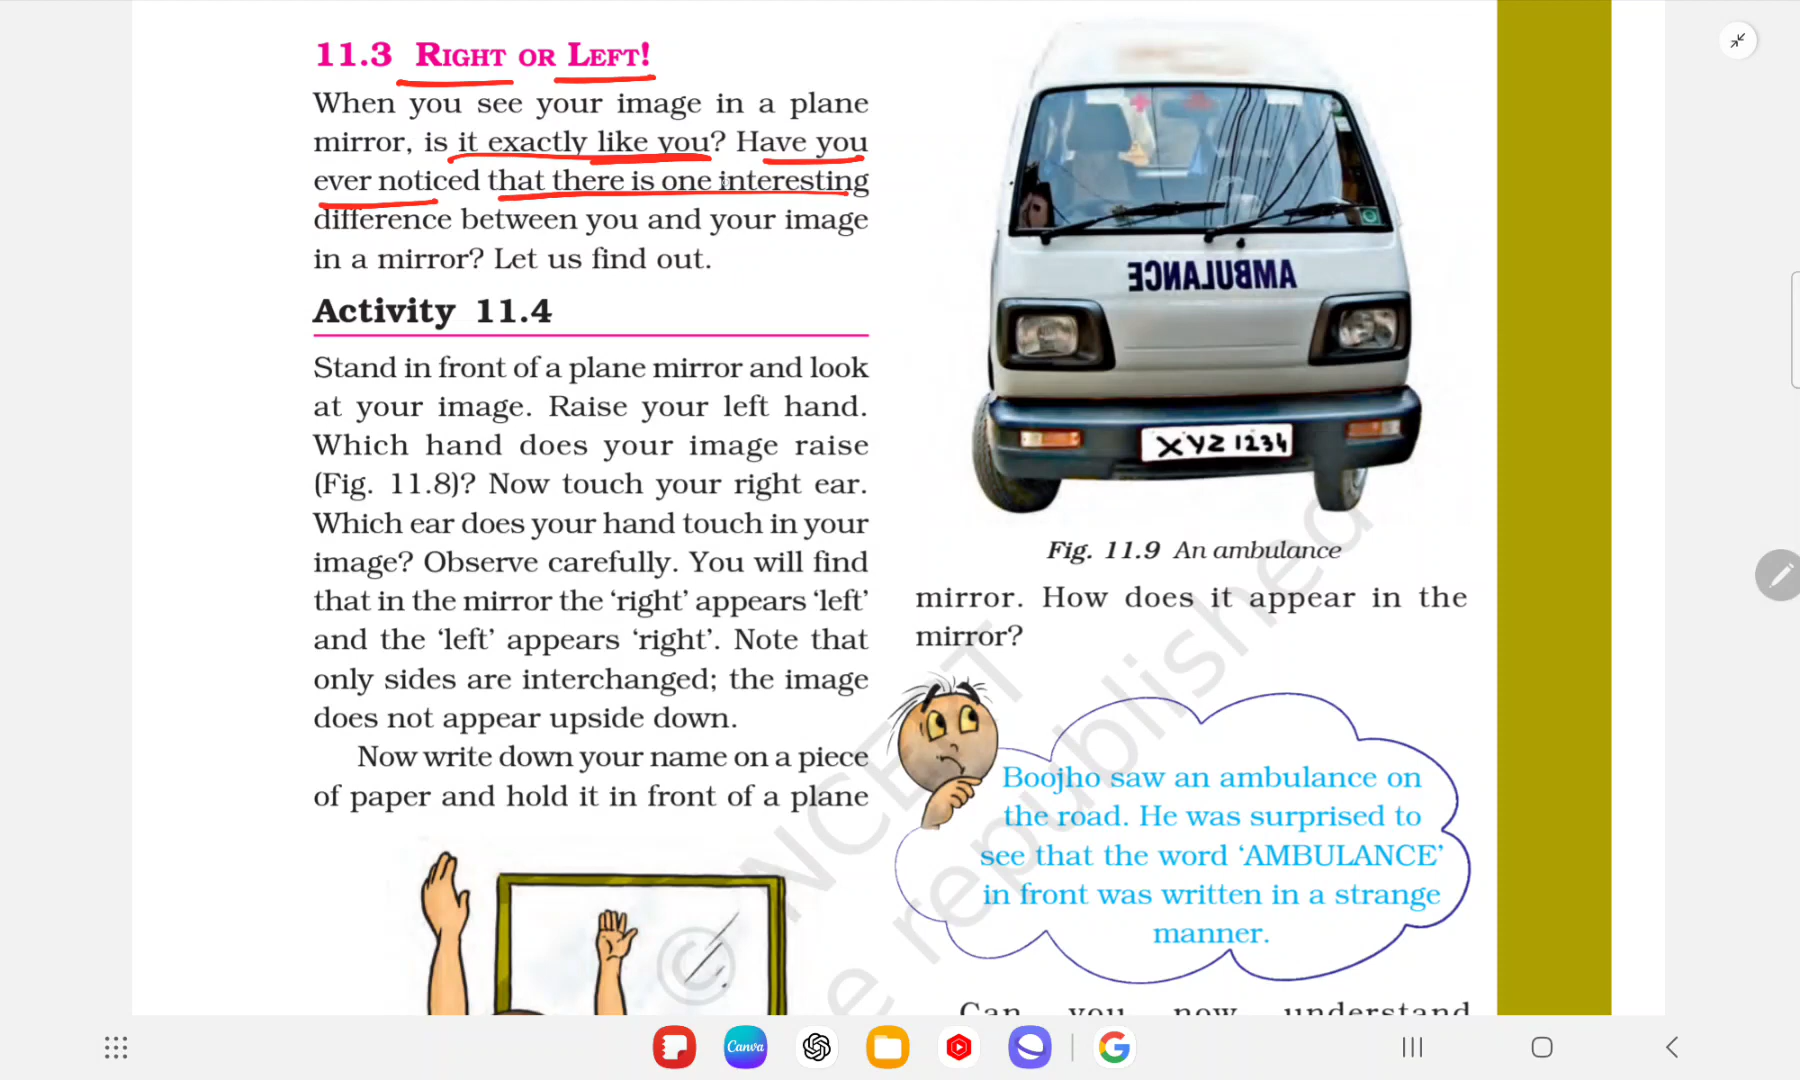 11.3 RIGHT OR LEFT!
When you see your image in a plane
mirror, is it exactly like you? Have you
ever noticed that there is one interesting
difference between you and your image
in a mirror? Let us find out.
Activity 11.4
Stand in front of a plane mirror and look
at your image. Raise your left hand.
Which hand does your image raise
(Fig. 11.8)? Now touch your right ear.
Which ear does your hand touch in your
image? Observe carefully. You will find
that in the mirror the ‘right’ appears ‘left’
and the ‘left’ appears ‘right’. Note that
only sides are interchanged; the image
does not appear upside down.
Now write down your name on a piece
of paper and hold it in front of a plane
AMBULANCE
XYZ 1234
Fig. 11.9 An ambulance
mirror. How does it appear in the
mirror?
Boojho saw an ambulance on
the road. He was surprised to
see that the word ‘AMBULANCE’
in front was written in a strange
manner.
Can you now understand
© NCERT
e republished
Canva